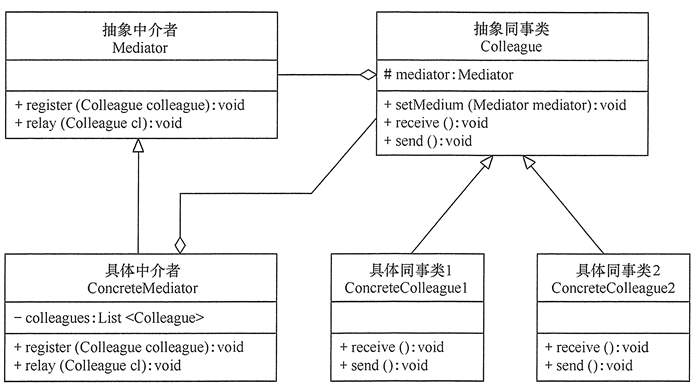 抽象中介者
Mediator
+ register (Colleague colleague): void
+ relay (Colleague cl): void
抽象同事类
Colleague
# mediator: Mediator
+ setMedium (Mediator mediator): void
+ receive (): void
+ send (): void
具体中介者
ConcreteMediator
− colleagues: List <Colleague>
+ register (Colleague colleague): void
+ relay (Colleague cl): void
具体同事类1
ConcreteColleague1
+ receive (): void
+ send (): void
具体同事类2
ConcreteColleague2
+ receive (): void
+ send (): void